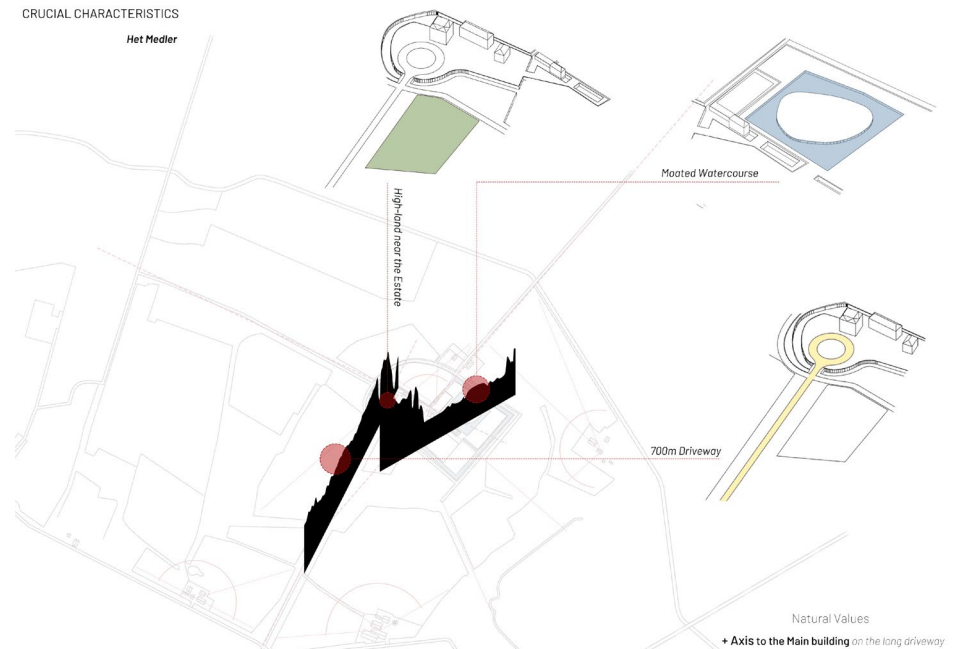 CRUCIAL CHARACTERISTICS
Het Medler
Moated Watercourse
High-land near the Estate
700m Driveway
Natural Values
+ Axis to the Main building on the long driveway